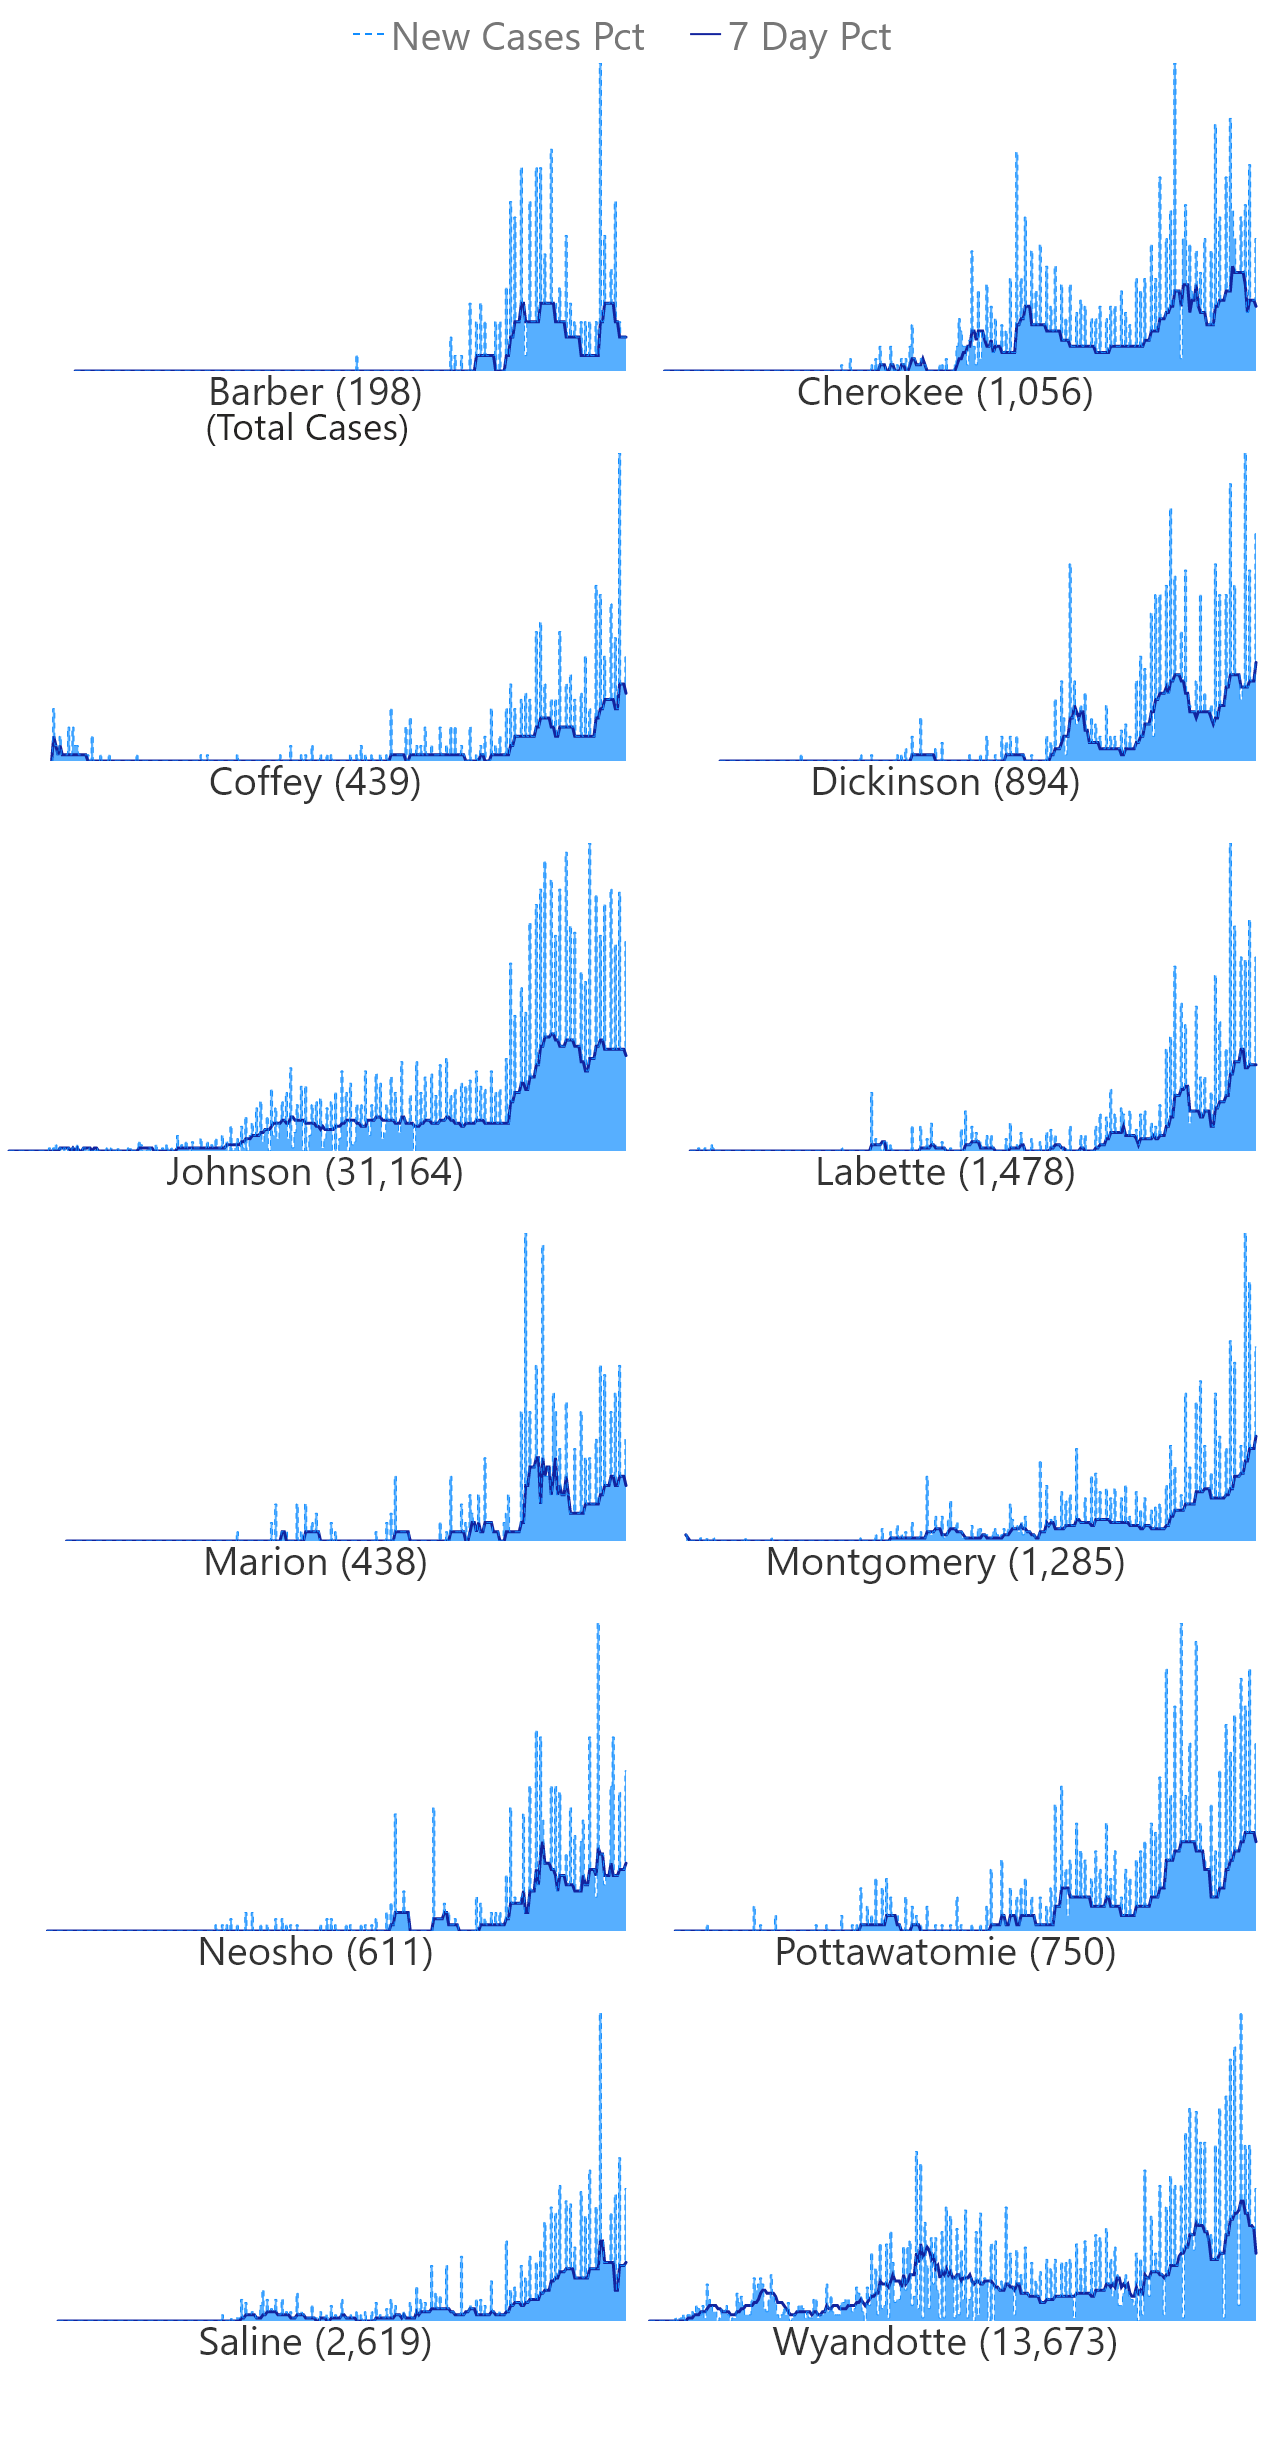 New Cases Pct 7 Day Pct
Barber (198) Cherokee (1,056)
(Total Cases)
Coffey (439) Dickinson (894)
Johnson (31,164) Labette (1,478)
Marion (438) Montgomery (1,285)
Neosho (611) Pottawatomie (750)
Saline (2,619) Wyandotte (13,673)